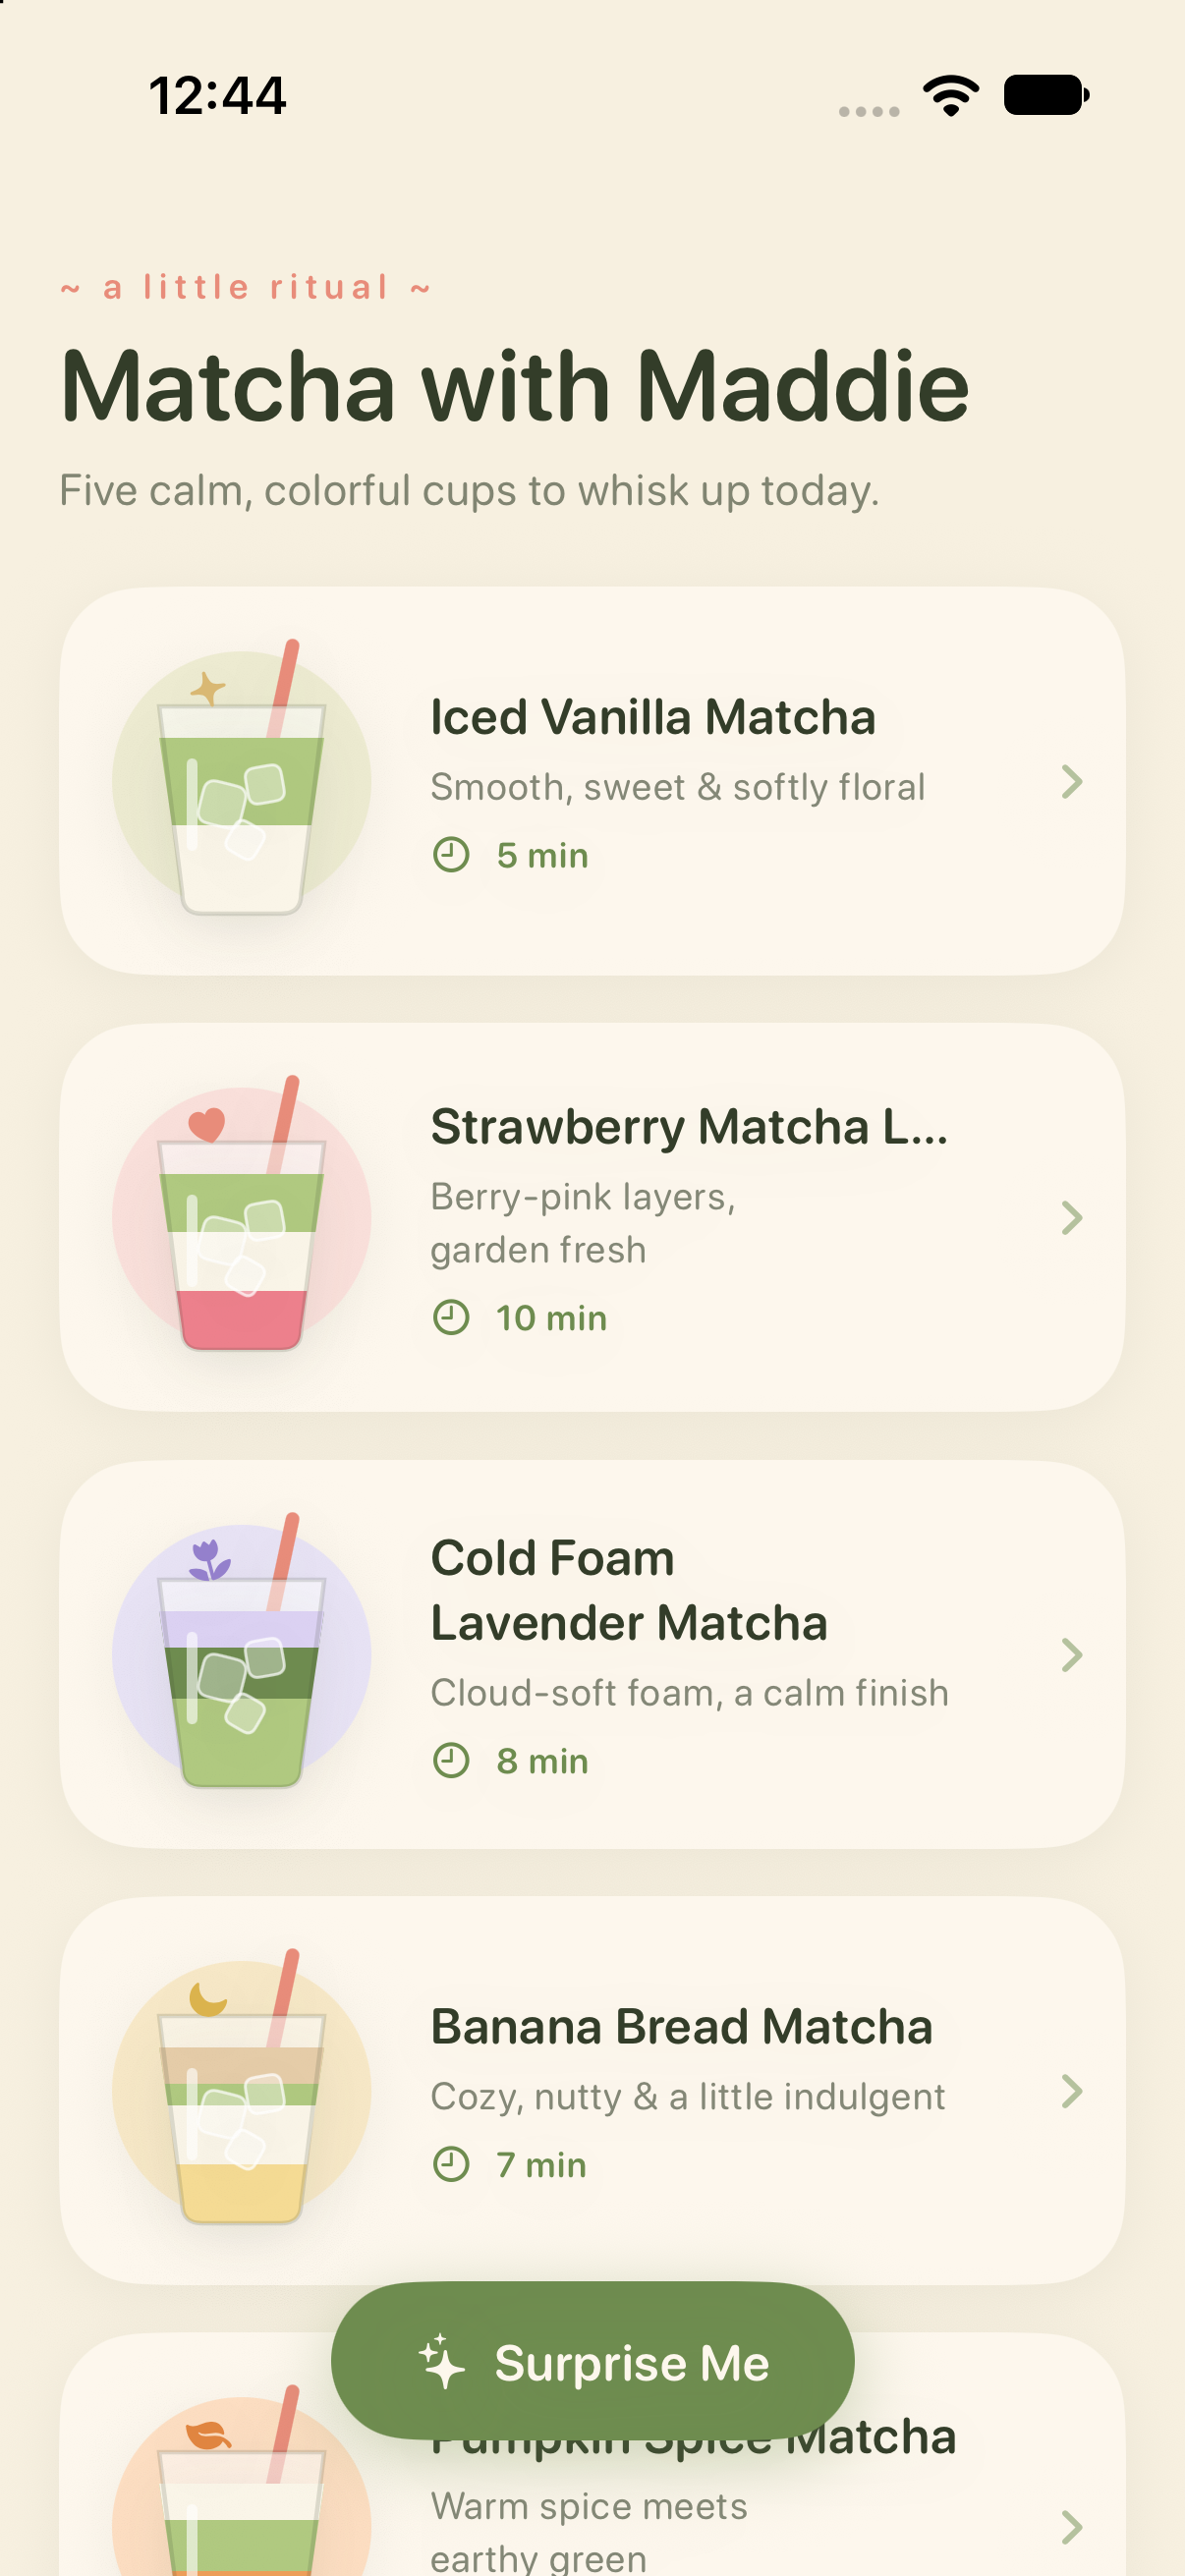 12:44
~ a little ritual ~
Matcha with Maddie
Five calm, colorful cups to whisk up today.
Iced Vanilla Matcha
Smooth, sweet & softly floral
5 min
Strawberry Matcha L...
Berry-pink layers,
garden fresh
10 min
Cold Foam
Lavender Matcha
Cloud-soft foam, a calm finish
8 min
Banana Bread Matcha
Cozy, nutty & a little indulgent
7 min
Surprise Me
Pumpkin Spice Matcha
Warm spice meets
earthy green